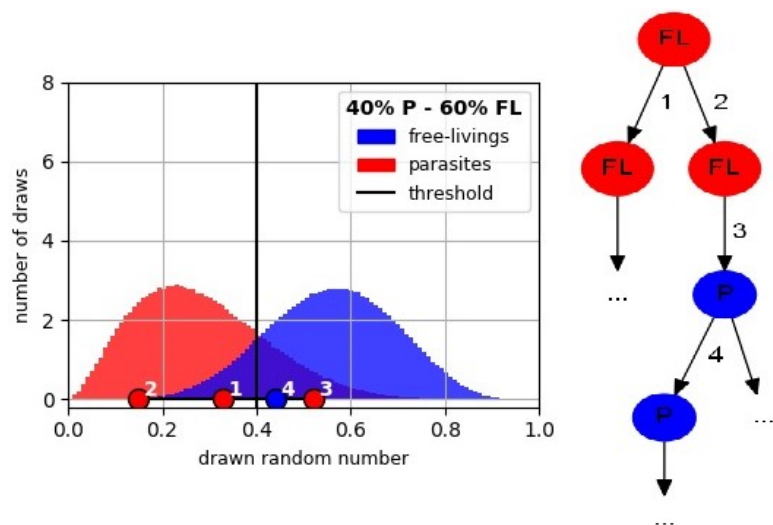 FL
1 2
FL FL
3
... P
4
P ...
...
8
6
4
2
0
number of draws
40% P - 60% FL
free-livings
parasites
threshold
2 1 4 3
0.0 0.2 0.4 0.6 0.8 1.0
drawn random number